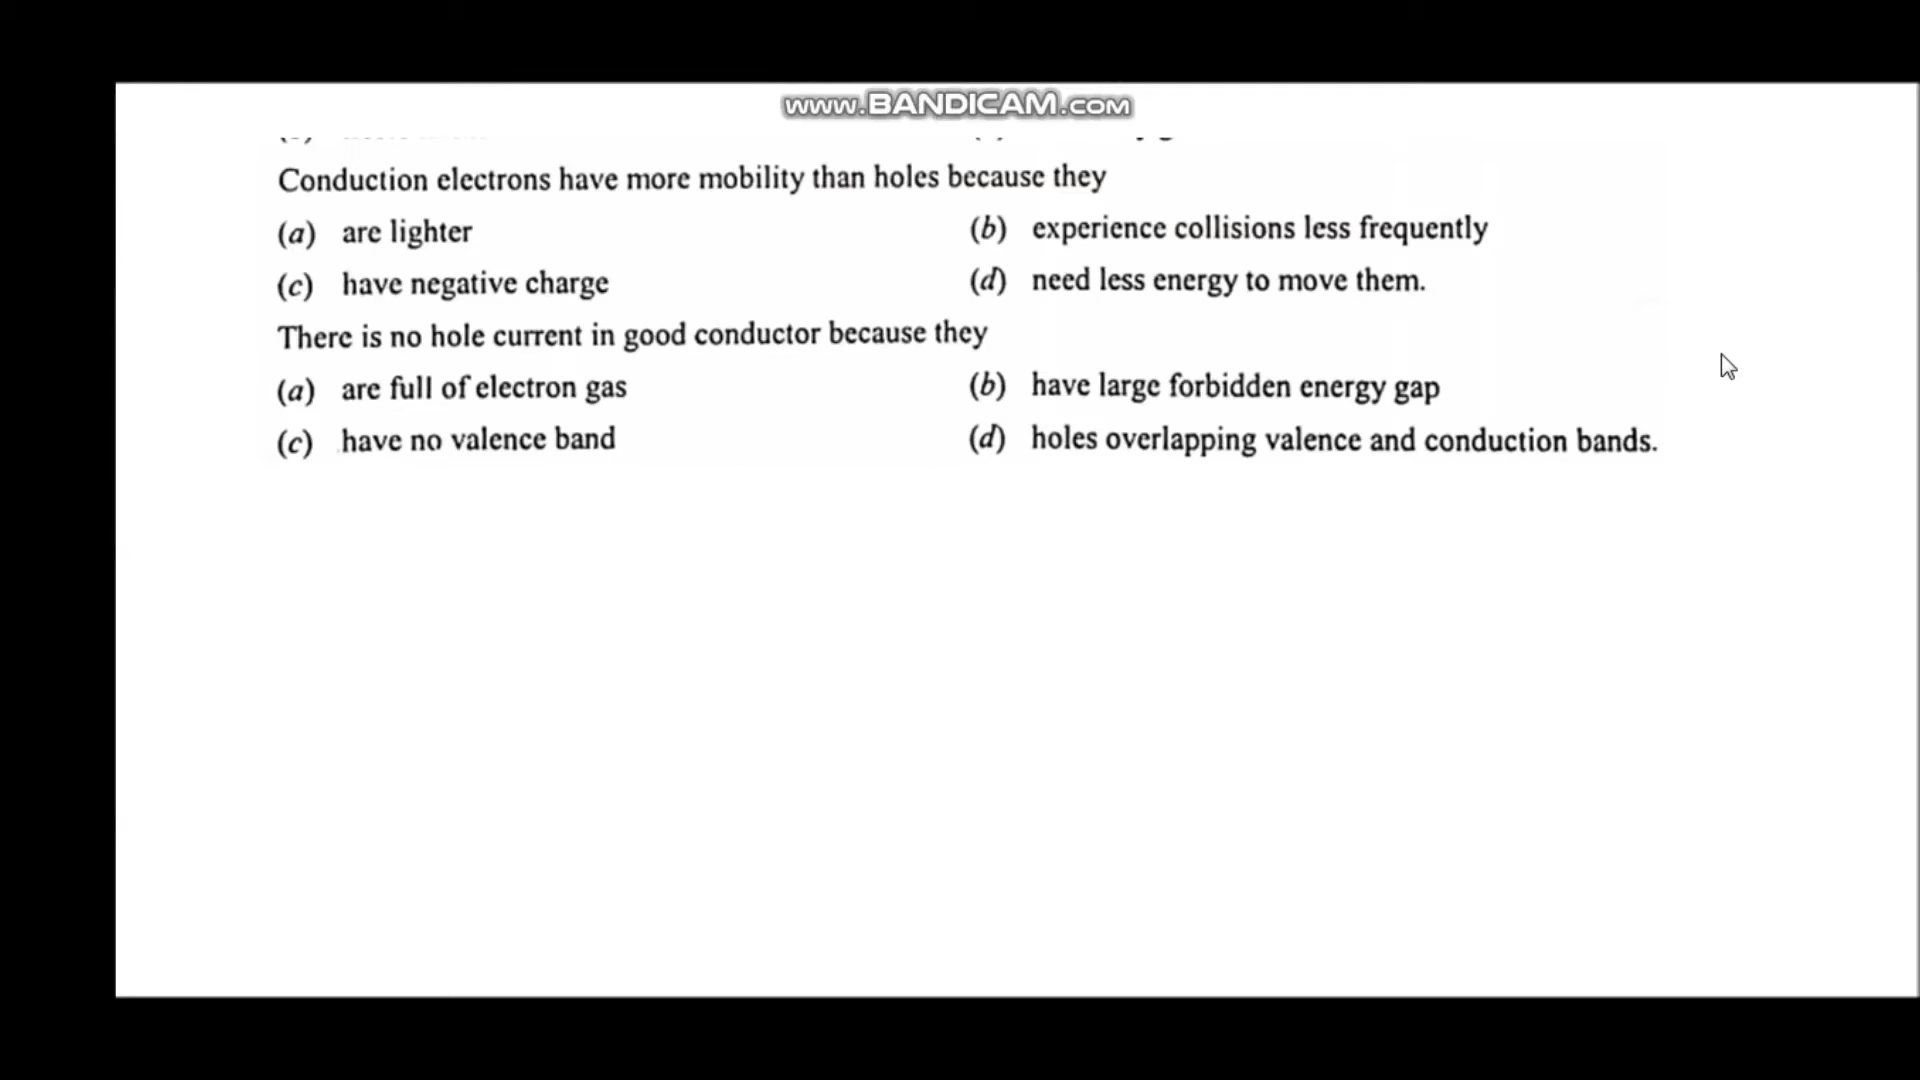 www.BANDICAM.com
Conduction electrons have more mobility than holes because they
(a) are lighter (b) experience collisions less frequently
(c) have negative charge (d) need less energy to move them.
There is no hole current in good conductor because they
(a) are full of electron gas (b) have large forbidden energy gap
(c) have no valence band (d) holes overlapping valence and conduction bands.